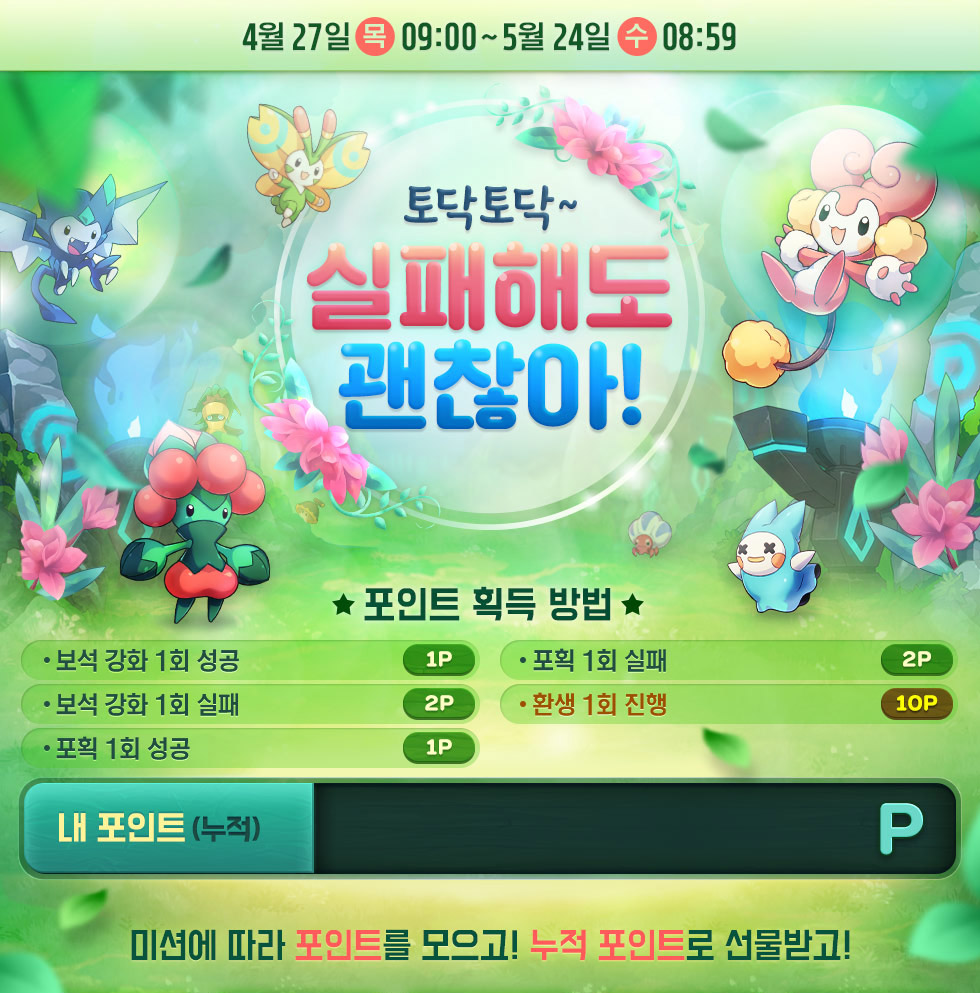 4월 27일 목 09:00 ~ 5월 24일 수 08:59
토닥토닥~
실패해도
괜찮아!
★ 포인트 획득 방법 ★
• 보석 강화 1회 성공 1P
• 보석 강화 1회 실패 2P
• 포획 1회 성공 1P
• 포획 1회 실패 2P
• 환생 1회 진행 10P
내 포인트 (누적) P
미션에 따라 포인트를 모으고! 누적 포인트로 선물받고!